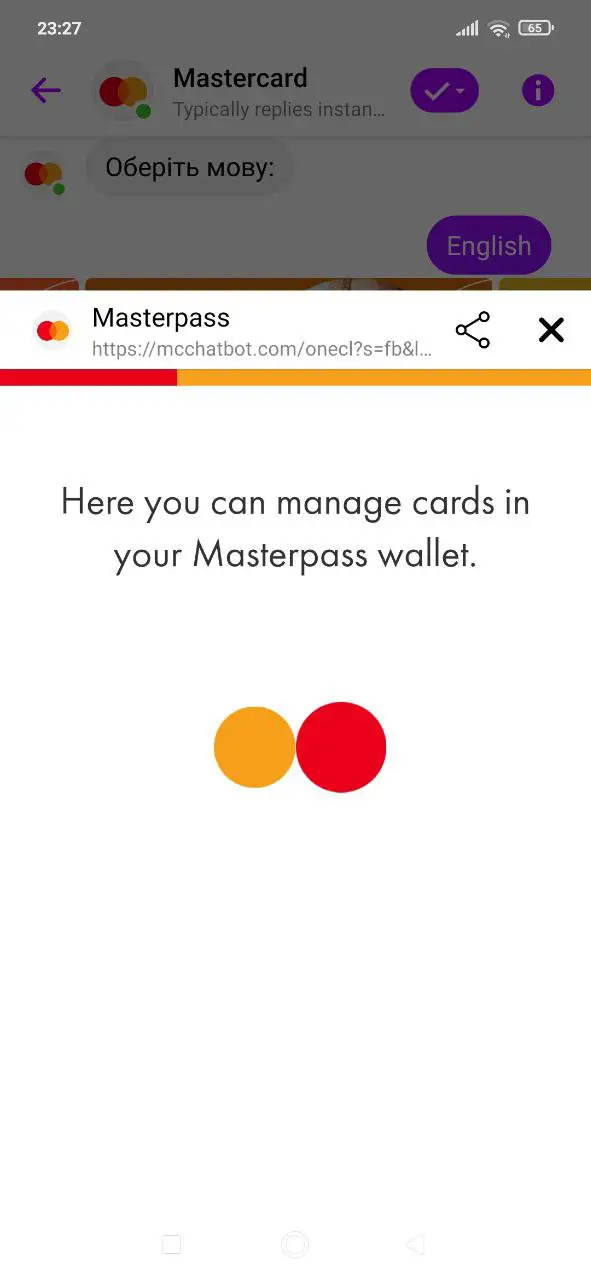 23:27
65
Mastercard
Typically replies instan...
Оберіть мову:
English
Masterpass
https://mcchatbot.com/onecl?s=fb&l...
Here you can manage cards in
your Masterpass wallet.